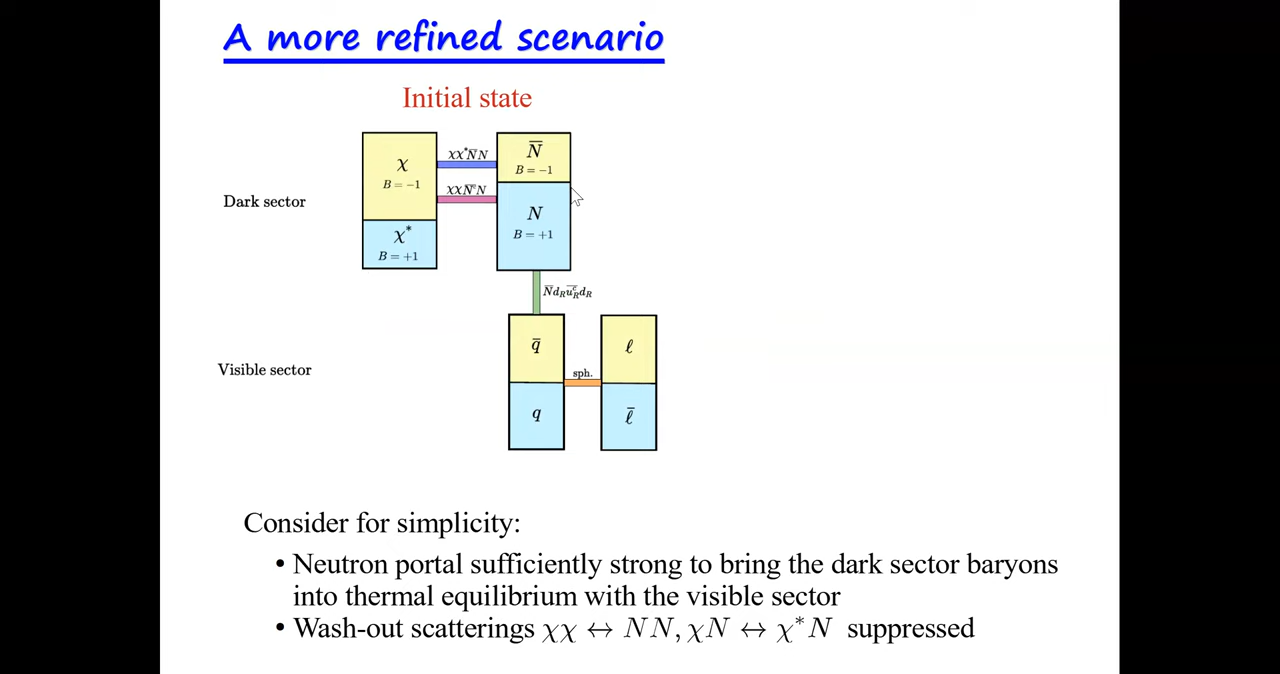 A more refined scenario
Initial state
χ
B = −1
χ*
B = +1
χχ*N̅N
χχN̅ᶜN
N̅
B = −1
N
B = +1
Dark sector
N̅d_R u̅ᶜ_R d_R
Visible sector
q̅
q
sph.
ℓ
ℓ̅
Consider for simplicity:
• Neutron portal sufficiently strong to bring the dark sector baryons
into thermal equilibrium with the visible sector
• Wash-out scatterings χχ ↔ NN, χN ↔ χ*N suppressed